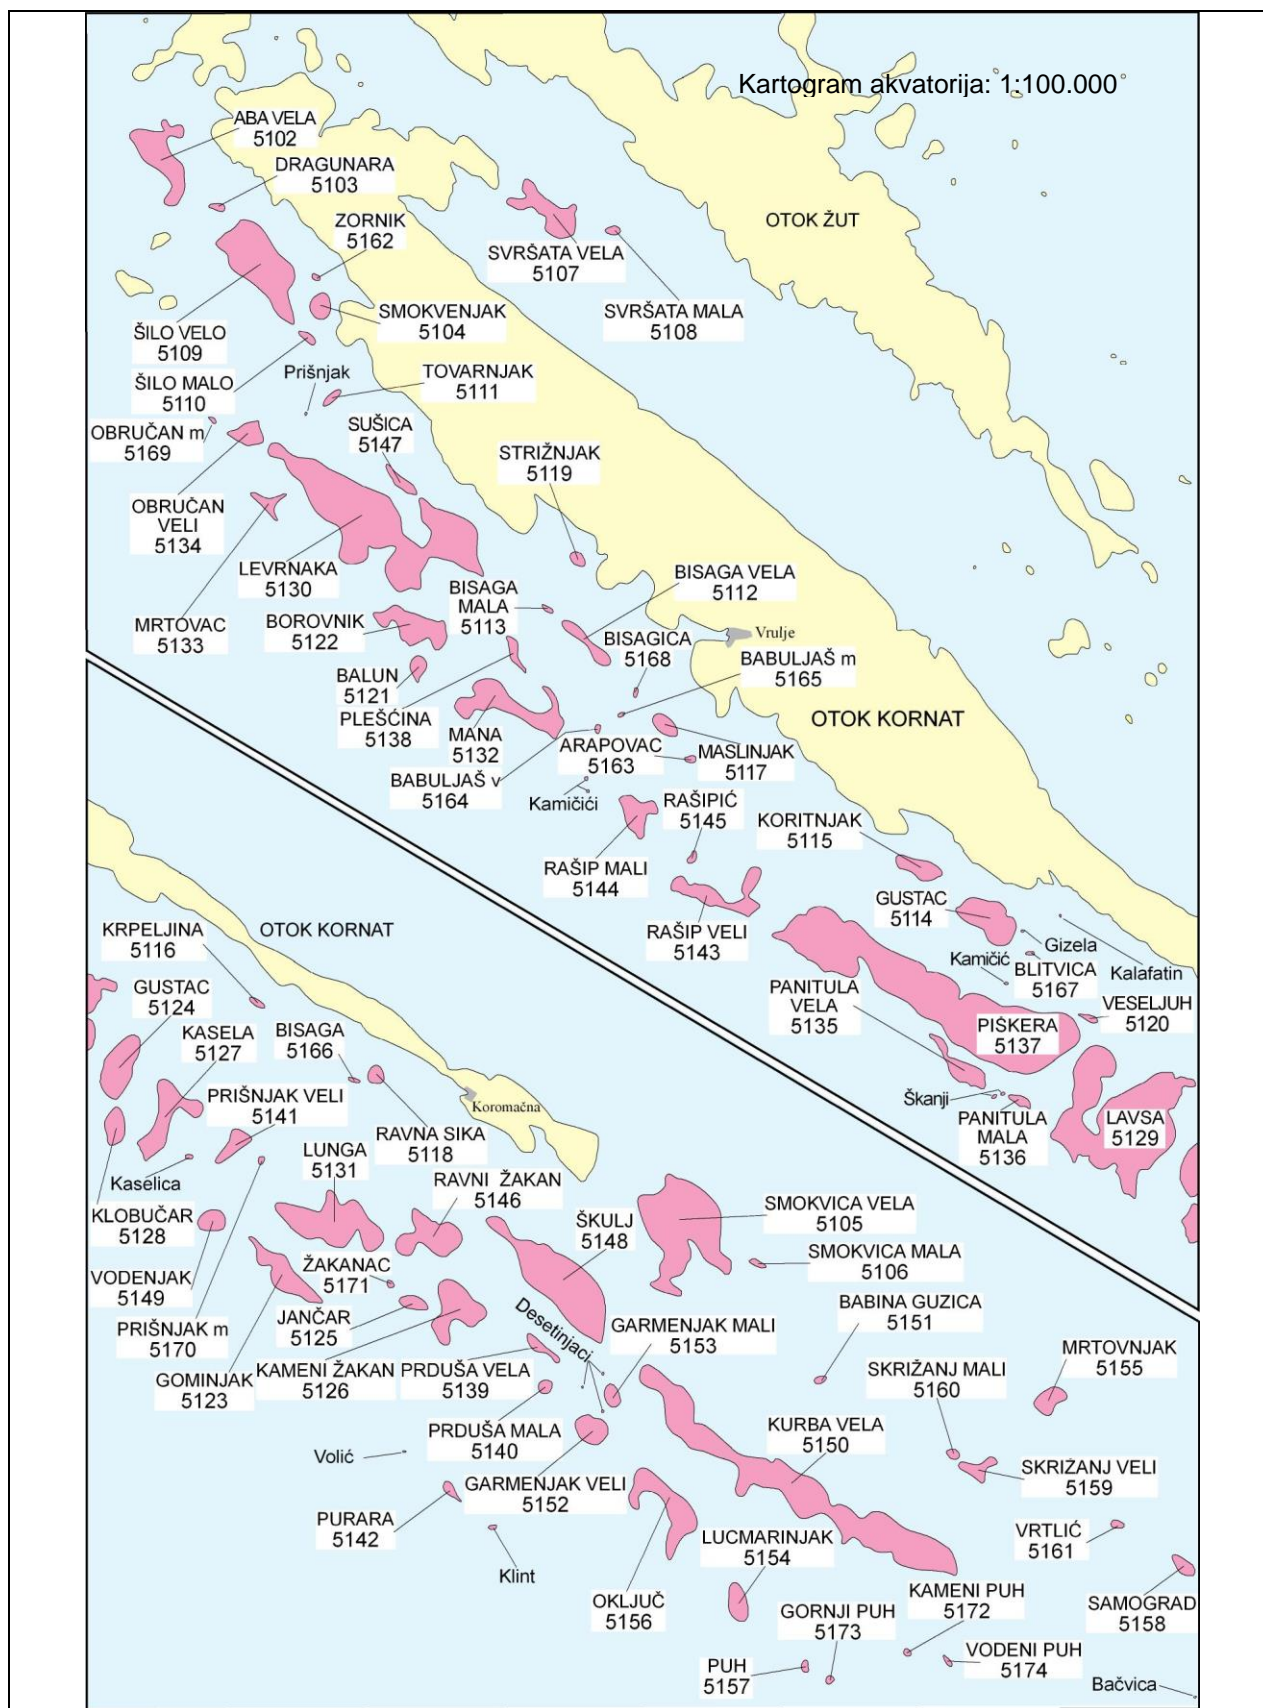 Kartogram akvatorija: 1:100.000
ABA VELA
5102
DRAGUNARA
5103
ZORNIK
5162
OTOK ŽUT
SVRŠATA VELA
5107
SMOKVENJAK
5104
SVRŠATA MALA
5108
ŠILO VELO
5109
ŠILO MALO
5110
Prišnjak
TOVARNJAK
5111
OBRUČAN m
5169
SUŠICA
5147
STRIŽNJAK
5119
OBRUČAN
VELI
5134
LEVRNAKA
5130
BISAGA VELA
5112
BISAGA
MALA
5113
MRTOVAC
5133
BOROVNIK
5122
Vrulje
BISAGICA
5168
BABULJAŠ m
5165
BALUN
5121
PLEŠĆINA
5138
MANA
5132
OTOK KORNAT
ARAPOVAC
5163
MASLINJAK
5117
BABULJAŠ v
5164
Kamičići
RAŠIPIĆ
5145
KORITNJAK
5115
RAŠIP MALI
5144
GUSTAC
5114
RAŠIP VELI
5143
Gizela
Kamičić
Kalafatin
BLITVICA
5167
PANITULA
VELA
5135
VESELJUH
5120
PIŠKERA
5137
Škanji
PANITULA
MALA
5136
LAVSA
5129
KRPELJINA
5116
OTOK KORNAT
GUSTAC
5124
KASELA
5127
BISAGA
5166
PRIŠNJAK VELI
5141
Koromačna
RAVNA SIKA
5118
LUNGA
5131
Kaselica
RAVNI ŽAKAN
5146
SMOKVICA VELA
5105
KLOBUČAR
5128
ŠKULJ
5148
SMOKVICA MALA
5106
ŽAKANAC
5171
VODENJAK
5149
JANČAR
5125
BABINA GUZICA
5151
Desetinjaci
GARMENJAK MALI
5153
PRIŠNJAK m
5170
MRTOVNJAK
5155
GOMINJAK
5123
KAMENI ŽAKAN
5126
PRDUŠA VELA
5139
SKRIŽANJ MALI
5160
PRDUŠA MALA
5140
KURBA VELA
5150
Volić
SKRIŽANJ VELI
5159
GARMENJAK VELI
5152
PURARA
5142
VRTLIĆ
5161
LUCMARINJAK
5154
Klint
KAMENI PUH
5172
OKLJUČ
5156
GORNJI PUH
5173
SAMOGRAD
5158
VODENI PUH
5174
PUH
5157
Bačvica